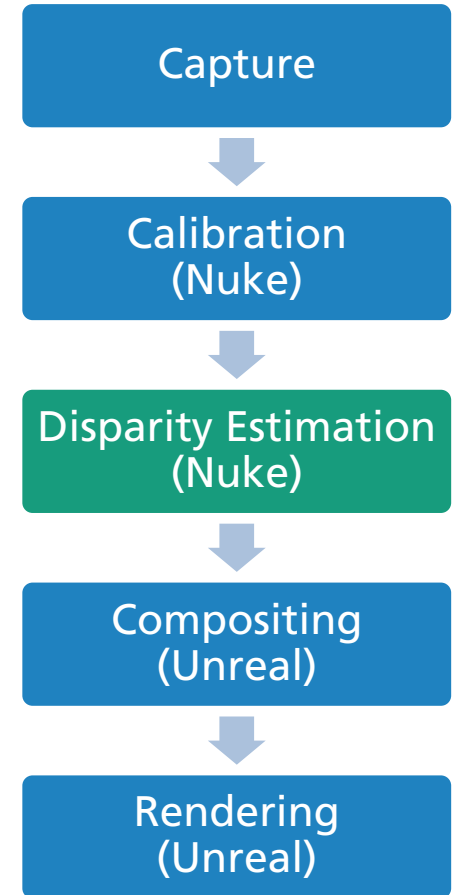 Capture
Calibration
(Nuke)
Disparity Estimation
(Nuke)
Compositing
(Unreal)
Rendering
(Unreal)